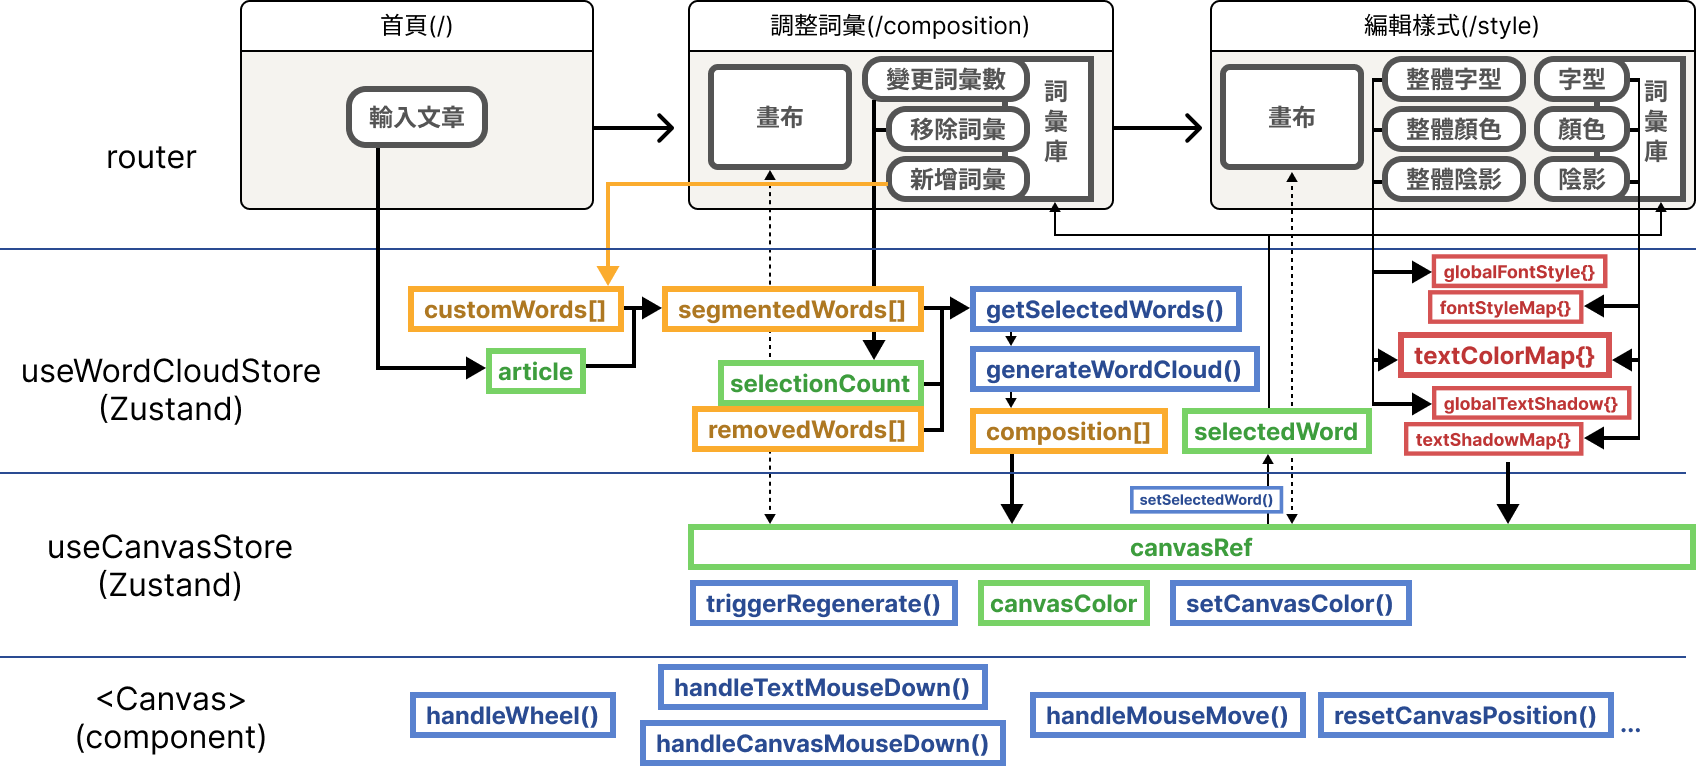 首頁(/)
調整詞彙(/composition)
編輯樣式(/style)
router
輸入文章
畫布
變更詞彙數
移除詞彙
新增詞彙
詞彙庫
畫布
整體字型
整體顏色
整體陰影
字型
顏色
陰影
詞彙庫
useWordCloudStore
(Zustand)
customWords[]
article
segmentedWords[]
selectionCount
removedWords[]
getSelectedWords()
generateWordCloud()
composition[]
selectedWord
globalFontStyle{}
fontStyleMap{}
textColorMap{}
globalTextShadow{}
textShadowMap{}
useCanvasStore
(Zustand)
setSelectedWord()
canvasRef
triggerRegenerate()
canvasColor
setCanvasColor()
<Canvas>
(component)
handleWheel()
handleTextMouseDown()
handleCanvasMouseDown()
handleMouseMove()
resetCanvasPosition()
...